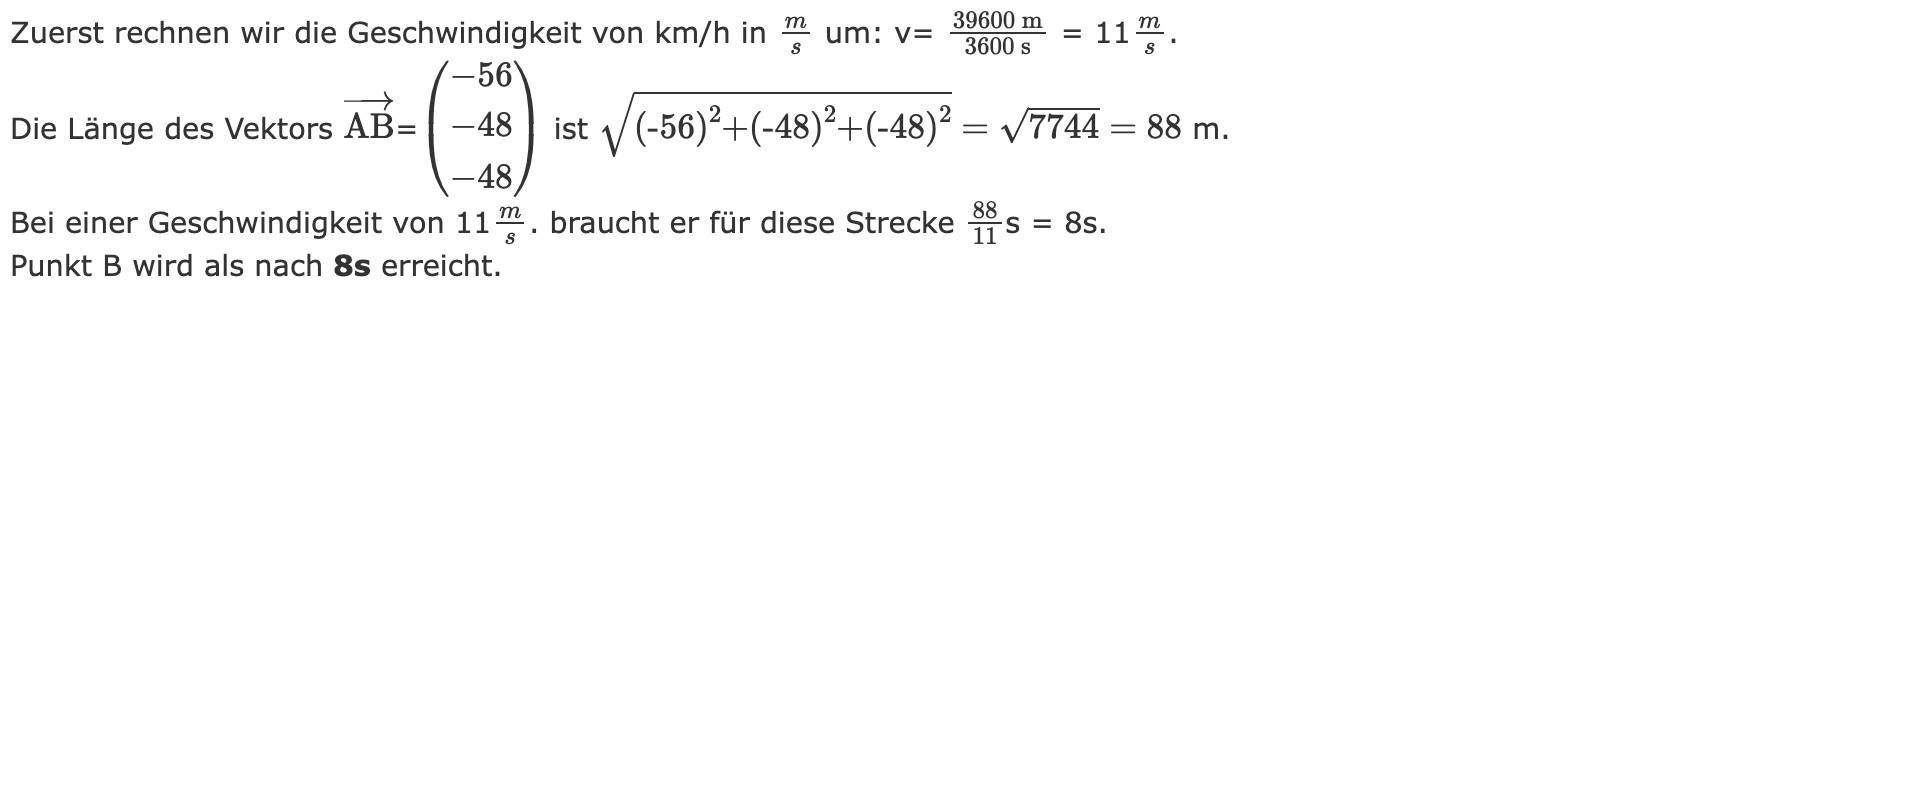 Zuerst rechnen wir die Geschwindigkeit von km/h in $\frac{m}{s}$ um: v= $\frac{39600 \text{ m}}{3600 \text{ s}}$ = 11$\frac{m}{s}$.
Die Länge des Vektors $\overrightarrow{AB}$=$\begin{pmatrix} -56 \\ -48 \\ -48 \end{pmatrix}$ ist $\sqrt{(\text{-}56)^2+(\text{-}48)^2+(\text{-}48)^2} = \sqrt{7744} = 88$ m.
Bei einer Geschwindigkeit von 11$\frac{m}{s}$. braucht er für diese Strecke $\frac{88}{11}$s = 8s.
Punkt B wird als nach 8s erreicht.